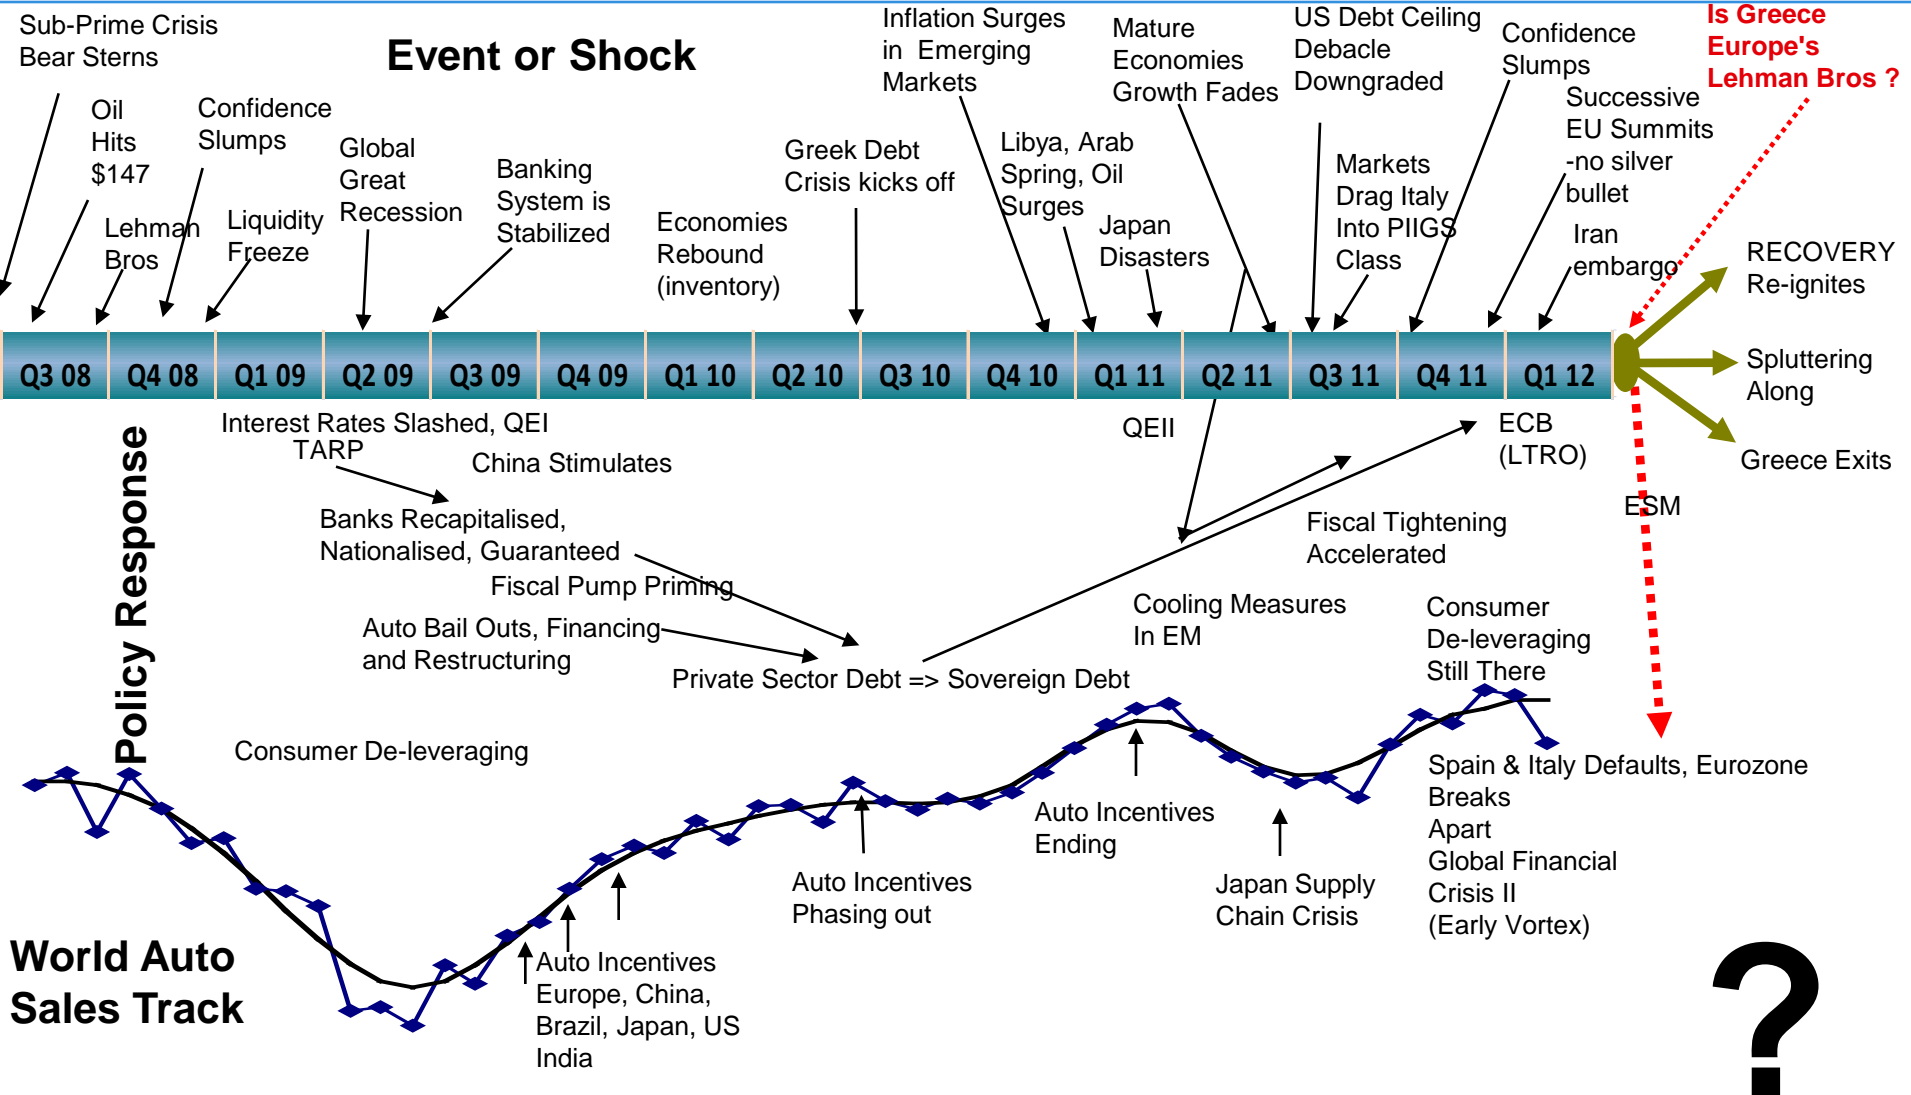 Sub-Prime Crisis
Bear Sterns
Event or Shock
Oil
Hits
$147
Lehman
Bros
Confidence
Slumps
Liquidity
Freeze
Global
Great
Recession
Banking
System is
Stabilized
Economies
Rebound
(inventory)
Greek Debt
Crisis kicks off
Inflation Surges
in Emerging
Markets
Libya, Arab
Spring, Oil
Surges
Mature
Economies
Growth Fades
Japan
Disasters
US Debt Ceiling
Debacle
Downgraded
Markets
Drag Italy
Into PIIGS
Class
Confidence
Slumps
Successive
EU Summits
-no silver
bullet
Iran
embargo
Is Greece
Europe's
Lehman Bros ?
RECOVERY
Re-ignites
Spluttering
Along
Greece Exits
Q3 08 Q4 08 Q1 09 Q2 09 Q3 09 Q4 09 Q1 10 Q2 10 Q3 10 Q4 10 Q1 11 Q2 11 Q3 11 Q4 11 Q1 12
Policy Response
Interest Rates Slashed, QEI
TARP
China Stimulates
Banks Recapitalised,
Nationalised, Guaranteed
Fiscal Pump Priming
Auto Bail Outs, Financing
and Restructuring
Private Sector Debt => Sovereign Debt
QEII
ECB
(LTRO)
ESM
Fiscal Tightening
Accelerated
Cooling Measures
In EM
Consumer
De-leveraging
Still There
Consumer De-leveraging
Spain & Italy Defaults, Eurozone
Breaks
Apart
Global Financial
Crisis II
(Early Vortex)
Auto Incentives
Ending
Japan Supply
Chain Crisis
Auto Incentives
Phasing out
Auto Incentives
Europe, China,
Brazil, Japan, US
India
World Auto
Sales Track
?